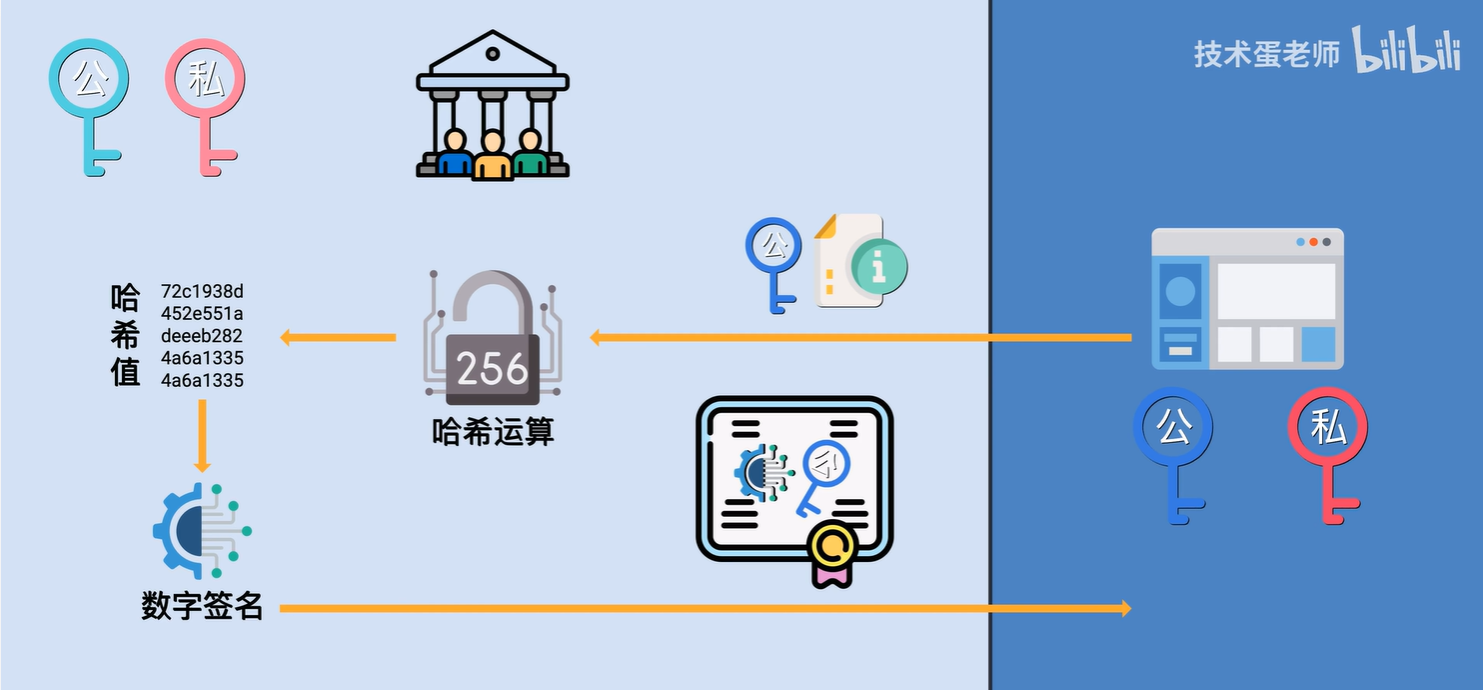 技术蛋老师 bilibili
公 私
公
i
哈希值
72c1938d
452e551a
deeeb282
4a6a1335
4a6a1335
256
哈希运算
公
公 私
数字签名